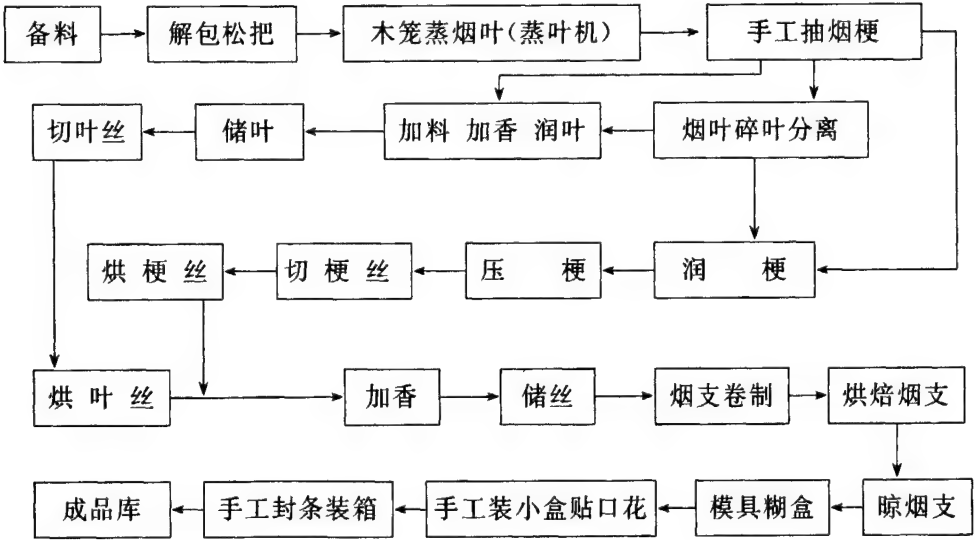 备料
解包松把
木笼蒸烟叶(蒸叶机)
手工抽烟梗
切叶丝
储叶
加料 加香 润叶
烟叶碎叶分离
烘梗丝
切梗丝
压 梗
润 梗
烘叶丝
加香
储丝
烟支卷制
烘焙烟支
成品库
手工封条装箱
手工装小盒贴口花
模具糊盒
晾烟支